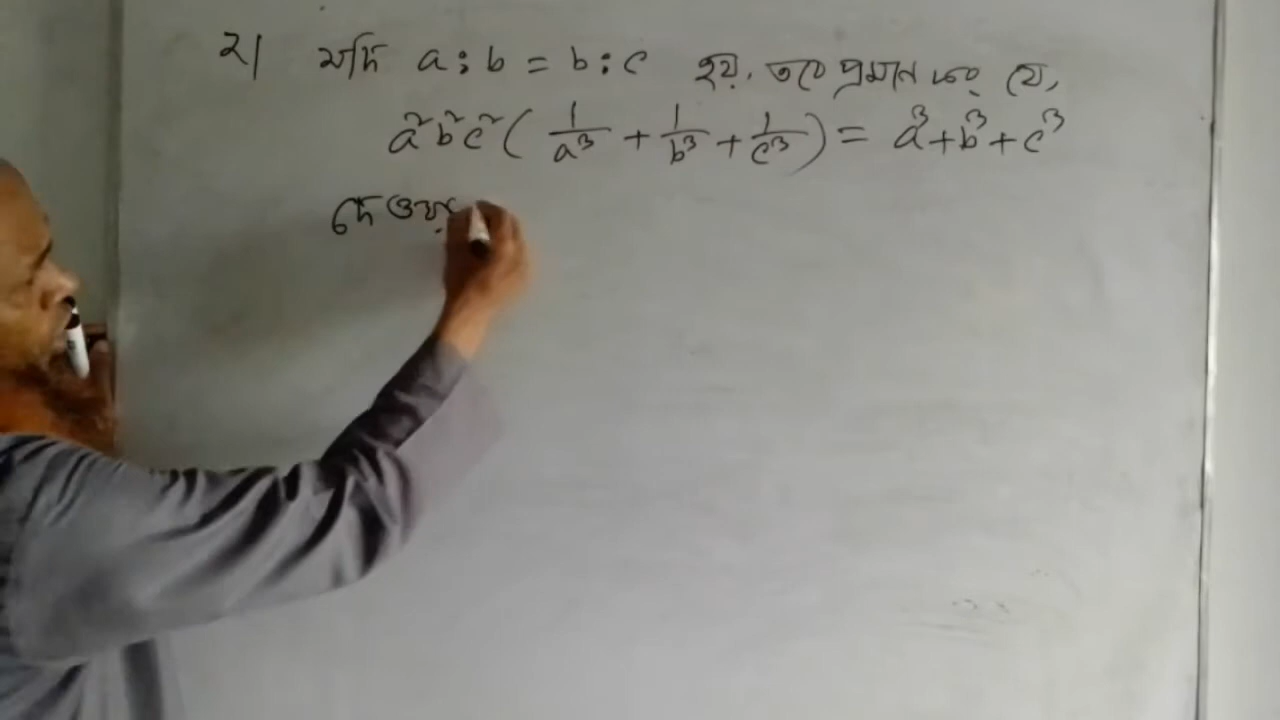 ২। যদি a:b = b:c হয়, তবে প্রমান কর যে,
a²b²c² ( 1/a³ + 1/b³ + 1/c³ ) = a³+b³+c³
দেওয়